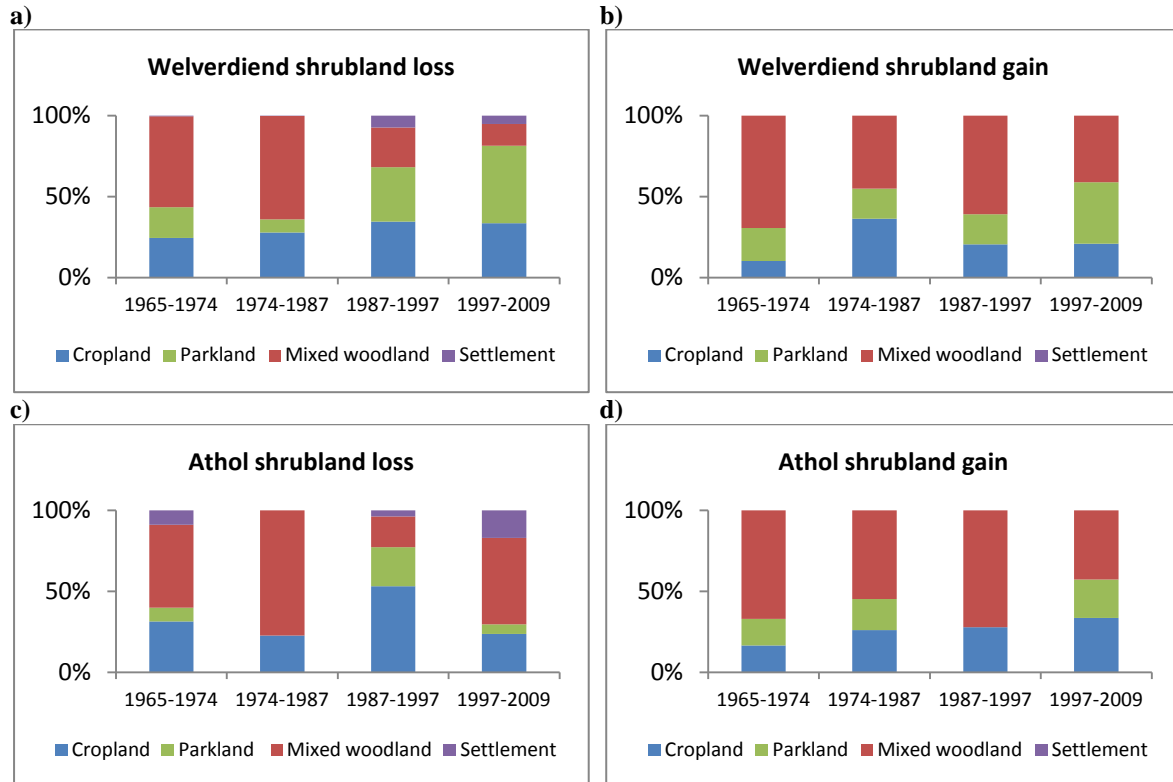 a)
Welverdiend shrubland loss
100%
50%
0%
1965-1974 1974-1987 1987-1997 1997-2009
Cropland Parkland Mixed woodland Settlement
b)
Welverdiend shrubland gain
100%
50%
0%
1965-1974 1974-1987 1987-1997 1997-2009
Cropland Parkland Mixed woodland Settlement
c)
Athol shrubland loss
100%
50%
0%
1965-1974 1974-1987 1987-1997 1997-2009
Cropland Parkland Mixed woodland Settlement
d)
Athol shrubland gain
100%
50%
0%
1965-1974 1974-1987 1987-1997 1997-2009
Cropland Parkland Mixed woodland Settlement